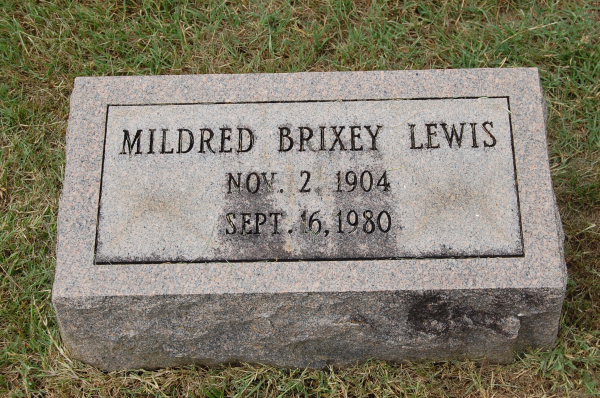 MILDRED BRIXEY LEWIS
NOV. 2, 1904
SEPT. 16, 1980